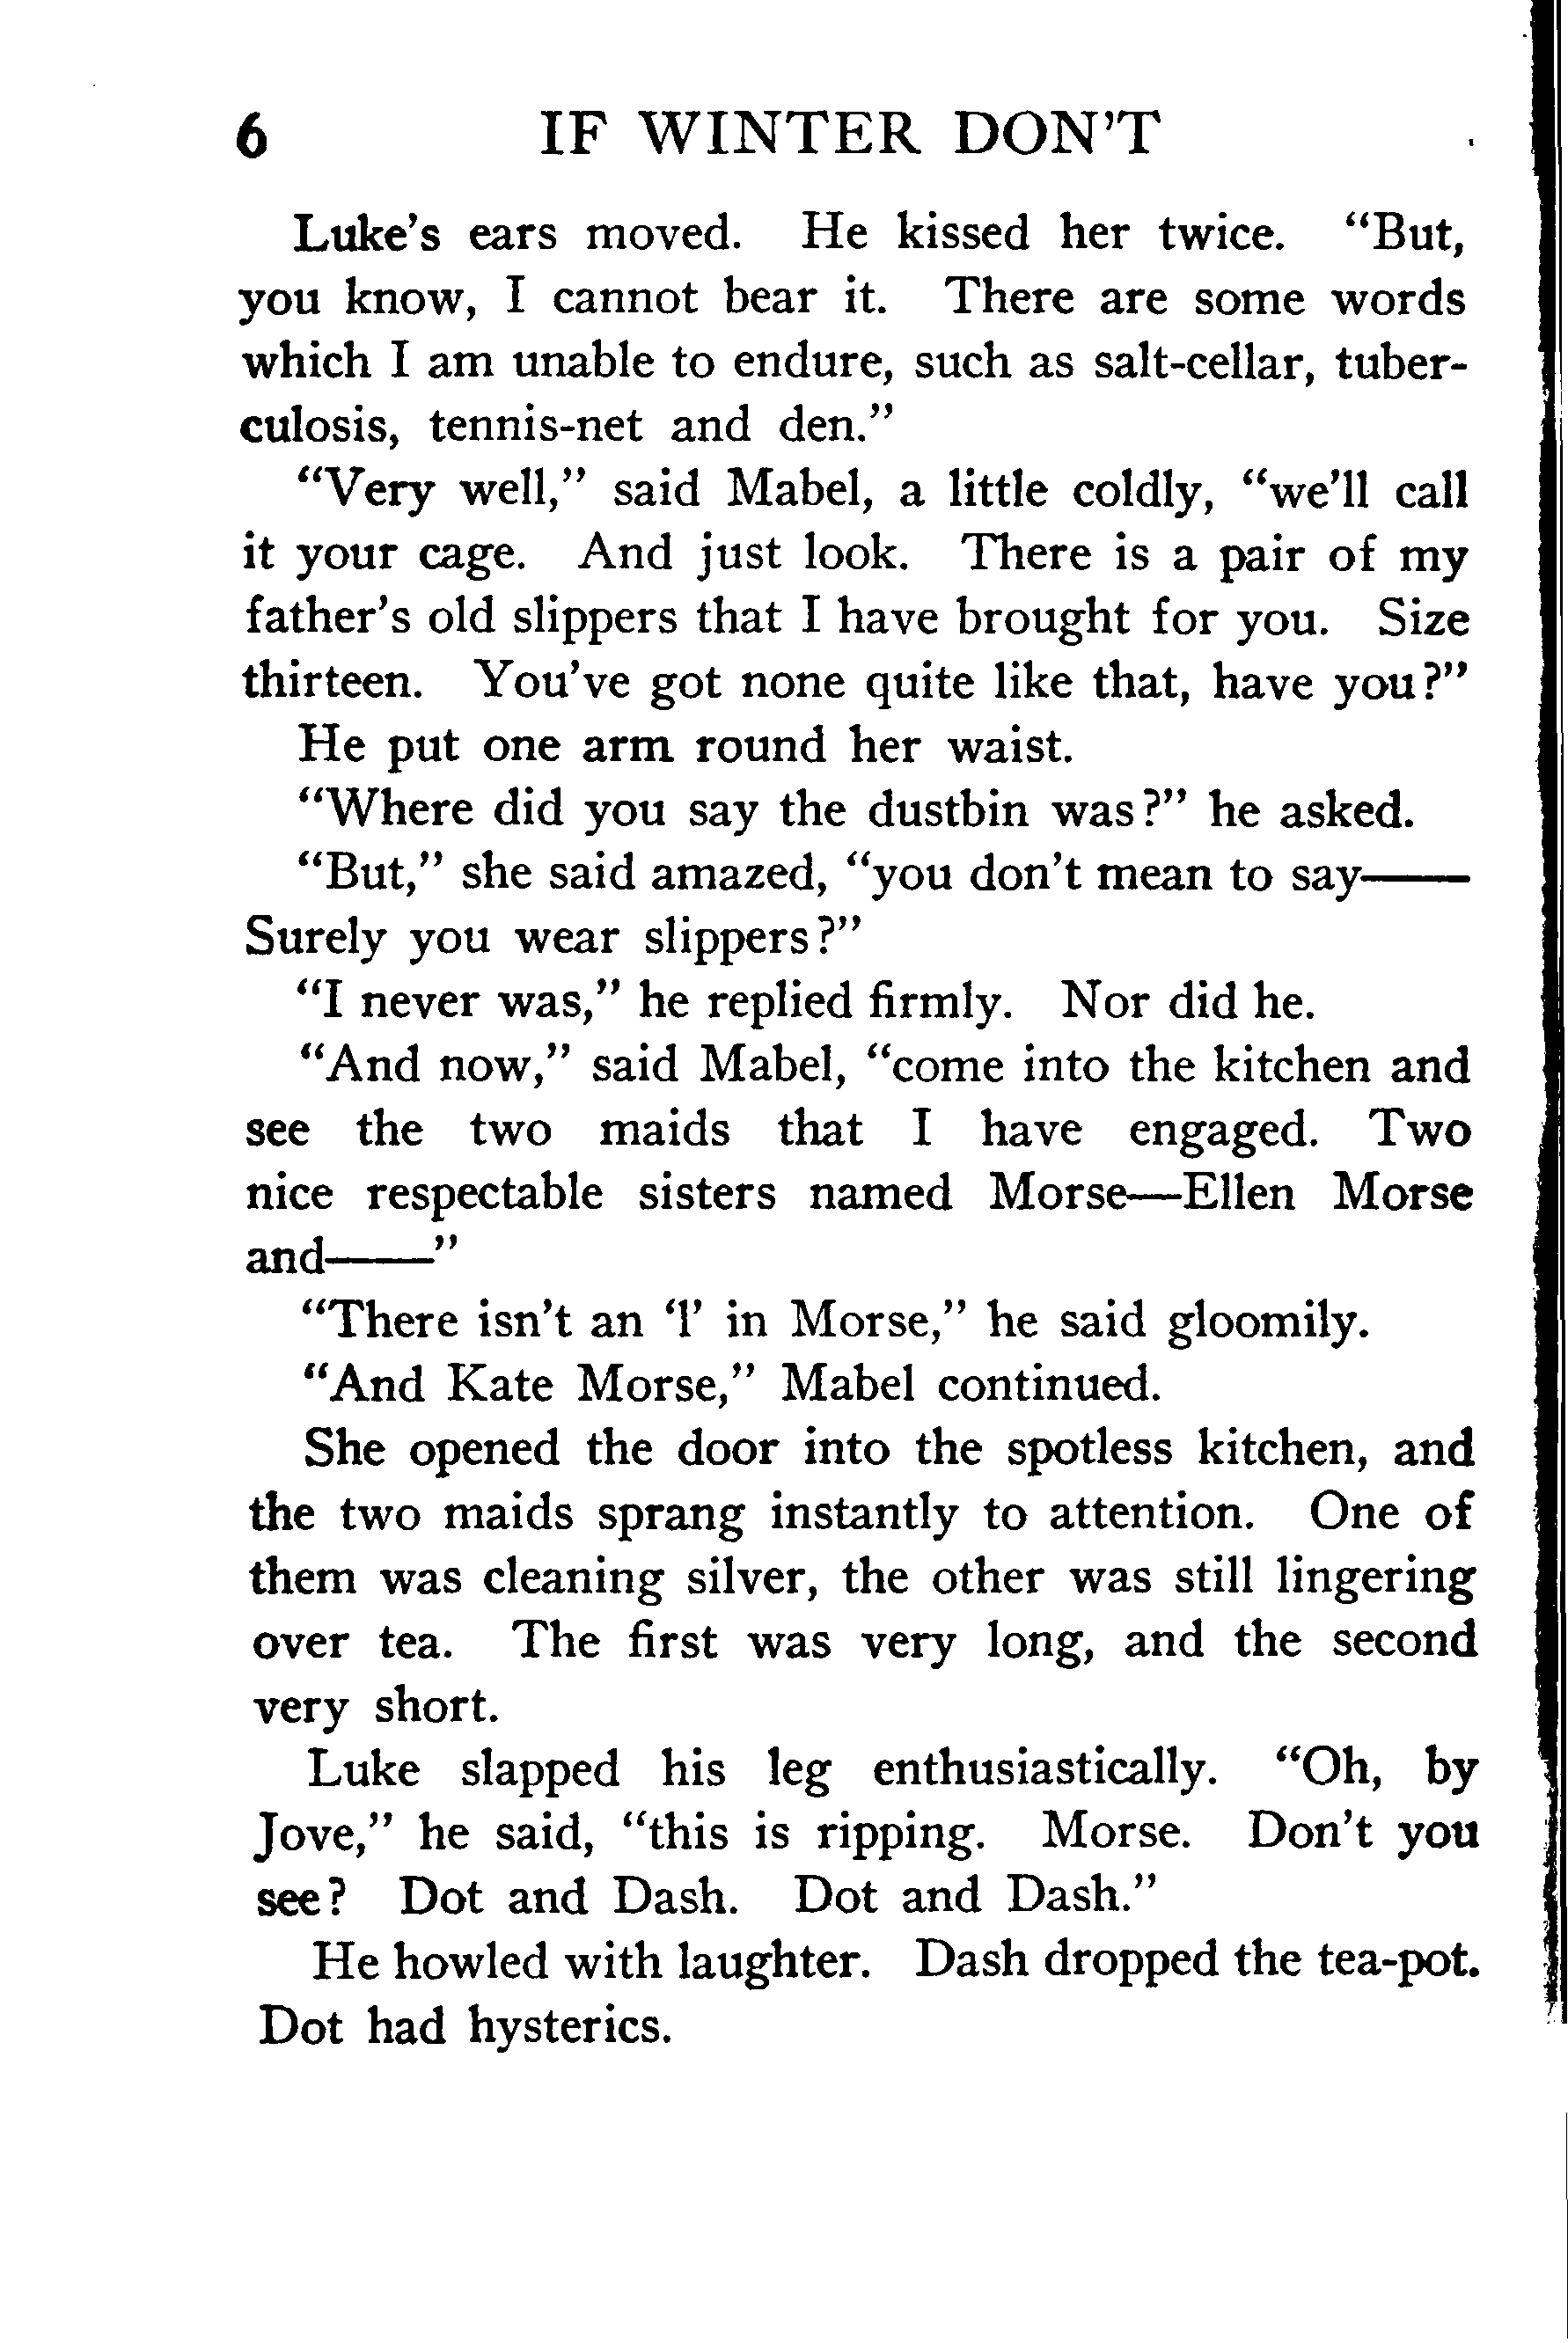 6 IF WINTER DON'T
Luke's ears moved. He kissed her twice. "But,
you know, I cannot bear it. There are some words
which I am unable to endure, such as salt-cellar, tuber-
culosis, tennis-net and den."
"Very well," said Mabel, a little coldly, "we'll call
it your cage. And just look. There is a pair of my
father's old slippers that I have brought for you. Size
thirteen. You've got none quite like that, have you?"
He put one arm round her waist.
"Where did you say the dustbin was?" he asked.
"But," she said amazed, "you don't mean to say——
Surely you wear slippers?"
"I never was," he replied firmly. Nor did he.
"And now," said Mabel, "come into the kitchen and
see the two maids that I have engaged. Two
nice respectable sisters named Morse—Ellen Morse
and——"
"There isn't an 'l' in Morse," he said gloomily.
"And Kate Morse," Mabel continued.
She opened the door into the spotless kitchen, and
the two maids sprang instantly to attention. One of
them was cleaning silver, the other was still lingering
over tea. The first was very long, and the second
very short.
Luke slapped his leg enthusiastically. "Oh, by
Jove," he said, "this is ripping. Morse. Don't you
see? Dot and Dash. Dot and Dash."
He howled with laughter. Dash dropped the tea-pot.
Dot had hysterics.